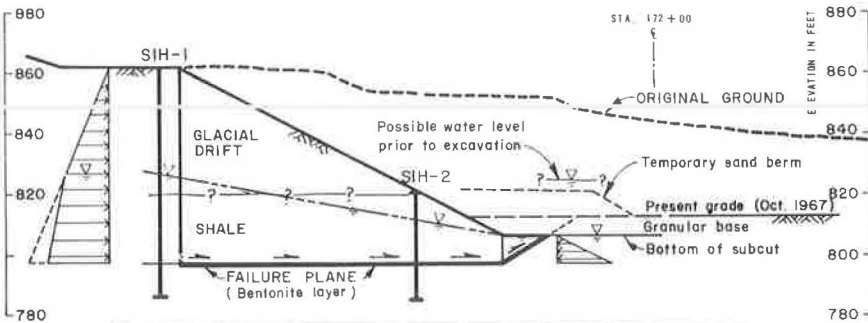 880
860
840
820
800
780
SIH-1
GLACIAL
DRIFT
SHALE
?
?
?
SIH-2
FAILURE PLANE
(Bentonite layer)
STA. 172+00
℄
ORIGINAL GROUND
Possible water level
prior to excavation
?
?
Temporary sand berm
Present grade (Oct. 1967)
Granular base
Bottom of subcut
880
860
840
820
800
780
ELEVATION IN FEET